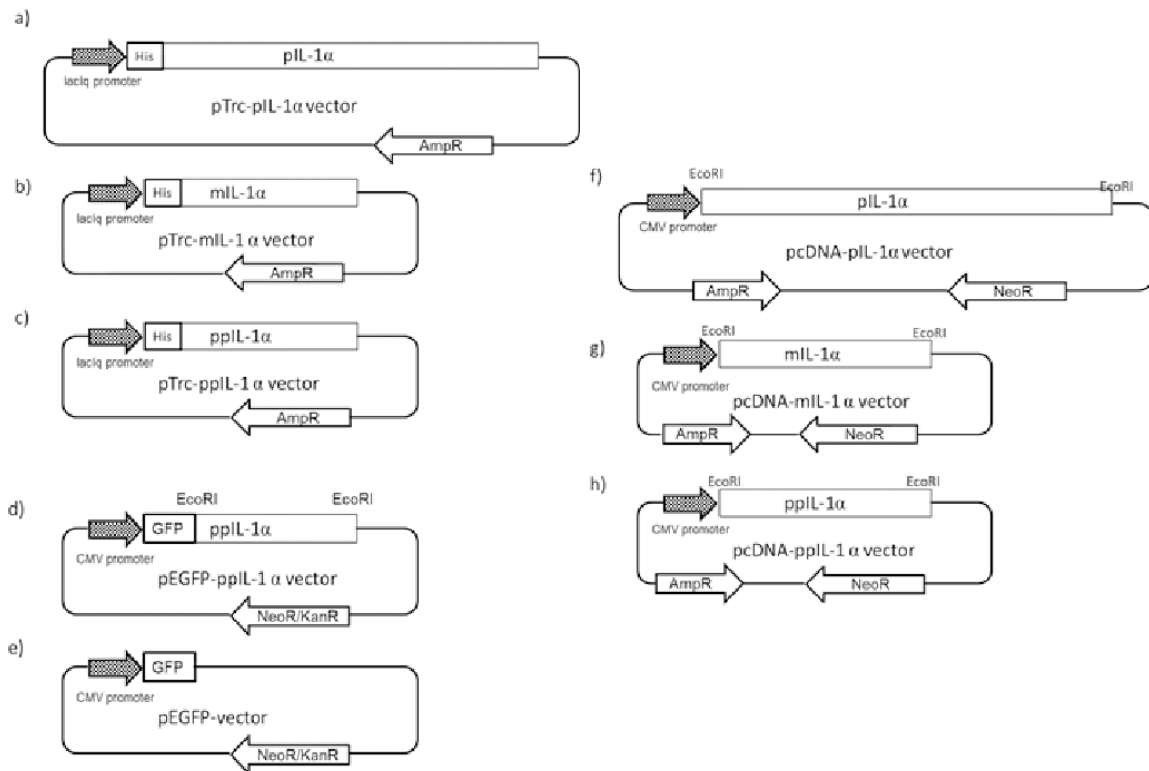 a)
His
pIL-1α
lacIq promoter
pTrc-pIL-1α vector
AmpR
b)
His
mIL-1α
lacIq promoter
pTrc-mIL-1 α vector
AmpR
c)
His
ppIL-1α
lacIq promoter
pTrc-ppIL-1 α vector
AmpR
EcoRI
EcoRI
d)
GFP
ppIL-1α
CMV promoter
pEGFP-ppIL-1 α vector
NeoR/KanR
e)
GFP
CMV promoter
pEGFP-vector
NeoR/KanR
f)
EcoRI
EcoRI
pIL-1α
CMV promoter
pcDNA-pIL-1α vector
AmpR
NeoR
EcoRI
EcoRI
g)
mIL-1α
CMV promoter
pcDNA-mIL-1 α vector
AmpR
NeoR
h)
EcoRI
EcoRI
ppIL-1α
CMV promoter
pcDNA-ppIL-1 α vector
AmpR
NeoR